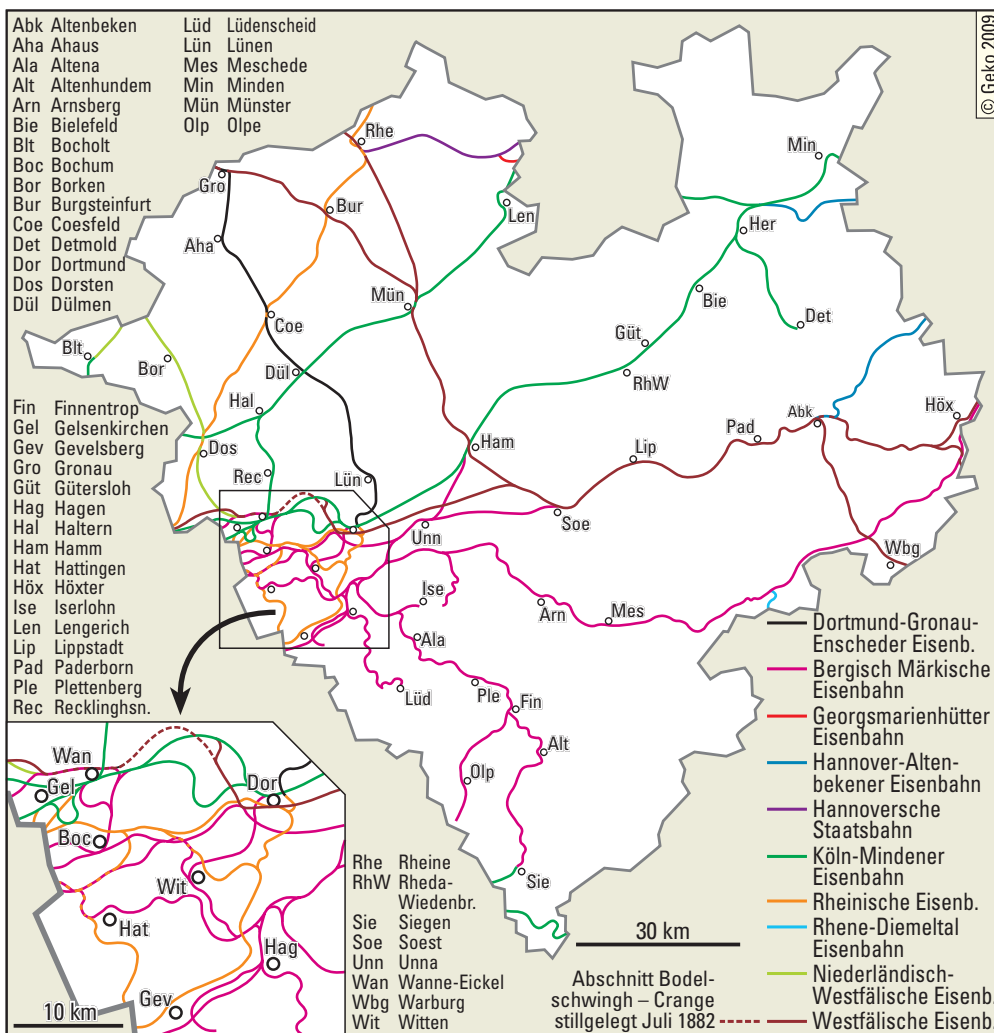 © Geko 2009
Abk Altenbeken
Aha Ahaus
Ala Altena
Alt Altenhundem
Arn Arnsberg
Bie Bielefeld
Blt Bocholt
Boc Bochum
Bor Borken
Bur Burgsteinfurt
Coe Coesfeld
Det Detmold
Dor Dortmund
Dos Dorsten
Dül Dülmen
Lüd Lüdenscheid
Lün Lünen
Mes Meschede
Min Minden
Mün Münster
Olp Olpe
Fin Finnentrop
Gel Gelsenkirchen
Gev Gevelsberg
Gro Gronau
Güt Gütersloh
Hag Hagen
Hal Haltern
Ham Hamm
Hat Hattingen
Höx Höxter
Ise Iserlohn
Len Lengerich
Lip Lippstadt
Pad Paderborn
Ple Plettenberg
Rec Recklinghsn.
Rhe Rheine
RhW Rheda-
Wiedenbr.
Sie Siegen
Soe Soest
Unn Unna
Wan Wanne-Eickel
Wbg Warburg
Wit Witten
Rhe
Min
Gro
Bur
Len
Her
Aha
Mün
Bie
Coe
Det
Güt
Blt
Bor
Dül
RhW
Hal
Abk
Höx
Pad
Ham
Dos
Lip
Rec
Lün
Soe
Unn
Wbg
Ise
Arn
Mes
Ala
Lüd
Ple
Fin
Alt
Olp
Sie
Wan
Gel
Dor
Boc
Wit
Hat
Hag
Gev
10 km
30 km
Dortmund-Gronau-
Enscheder Eisenb.
Bergisch Märkische
Eisenbahn
Georgsmarienhütter
Eisenbahn
Hannover-Alten-
bekener Eisenbahn
Hannoversche
Staatsbahn
Köln-Mindener
Eisenbahn
Rheinische Eisenb.
Rhene-Diemeltal
Eisenbahn
Niederländisch-
Westfälische Eisenb.
Westfälische Eisenb.
Abschnitt Bodel-
schwingh – Crange
stillgelegt Juli 1882